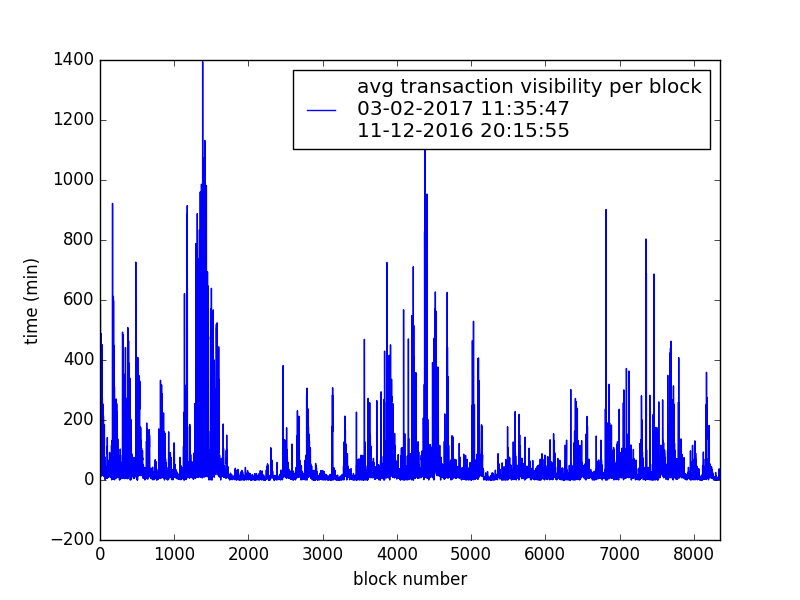 avg transaction visibility per block
03-02-2017 11:35:47
11-12-2016 20:15:55
1400
1200
1000
800
600
400
200
0
−200
time (min)
0 1000 2000 3000 4000 5000 6000 7000 8000
block number